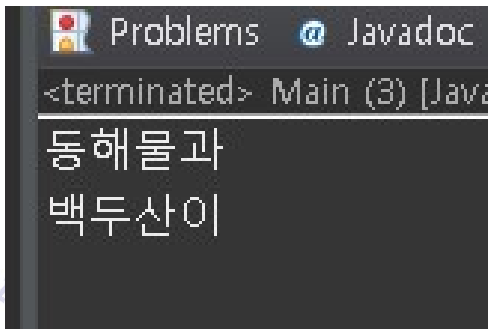 Problems @ Javadoc
<terminated> Main (3) [Java
동해물과
백두산이